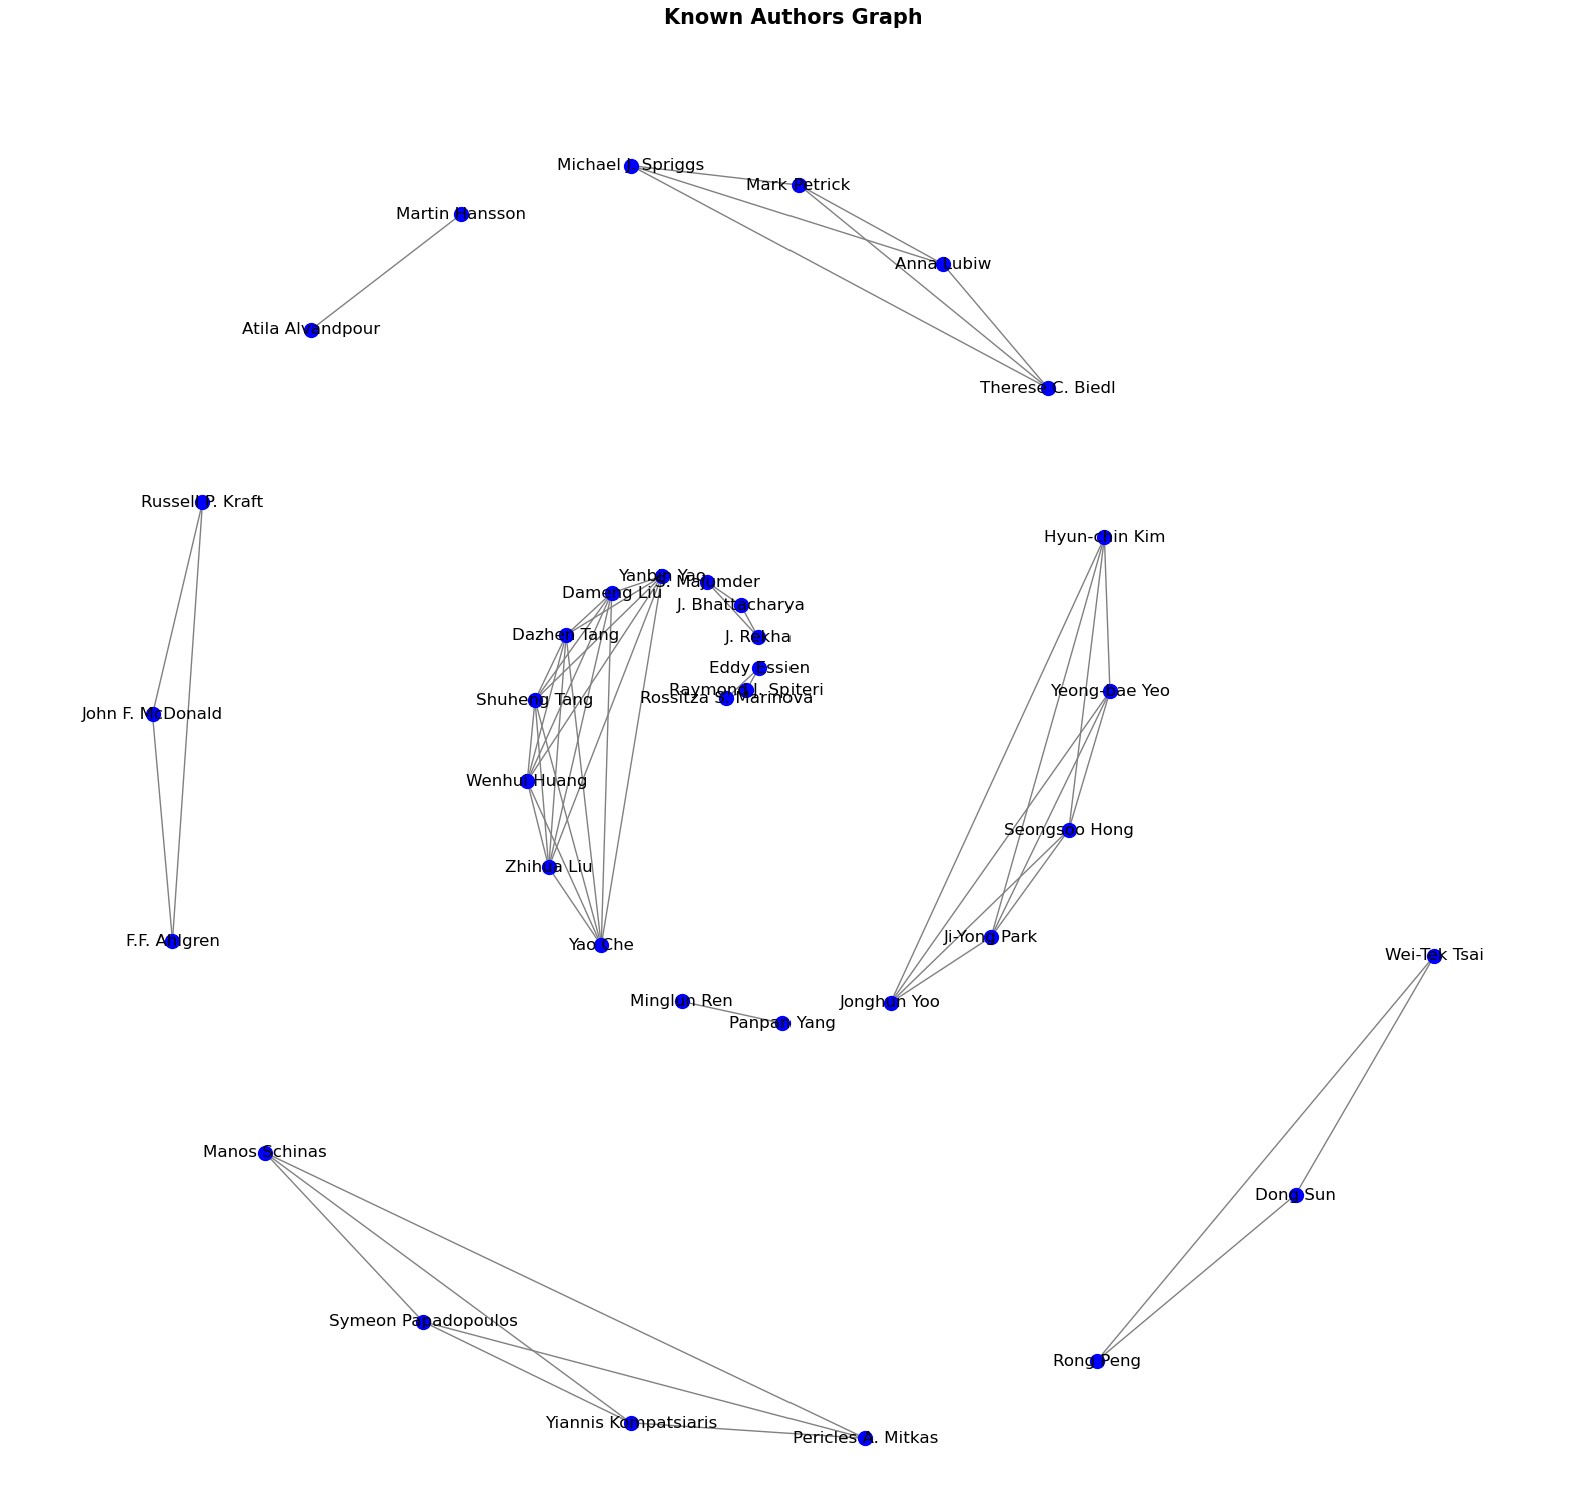 Known Authors Graph
Michael J. Spriggs
Mark Petrick
Martin Hansson
Anna Lubiw
Atila Alvandpour
Therese C. Biedl
Russell P. Kraft
Hyun-chin Kim
Yanbin Yao
S. Majumder
Dameng Liu
J. Bhattacharya
Dazhen Tang
J. Rekha
Eddy Essien
Raymond J. Spiteri
Yeong-bae Yeo
Rossitza S. Marinova
Shuheng Tang
John F. McDonald
Wenhui Huang
Seongsoo Hong
Zhihua Liu
Ji-Yong Park
F.F. Ahlgren
Yao Che
Wei-Tek Tsai
Minglun Ren
Jonghun Yoo
Panpan Yang
Manos Schinas
Dong Sun
Symeon Papadopoulos
Rong Peng
Yiannis Kompatsiaris
Pericles A. Mitkas